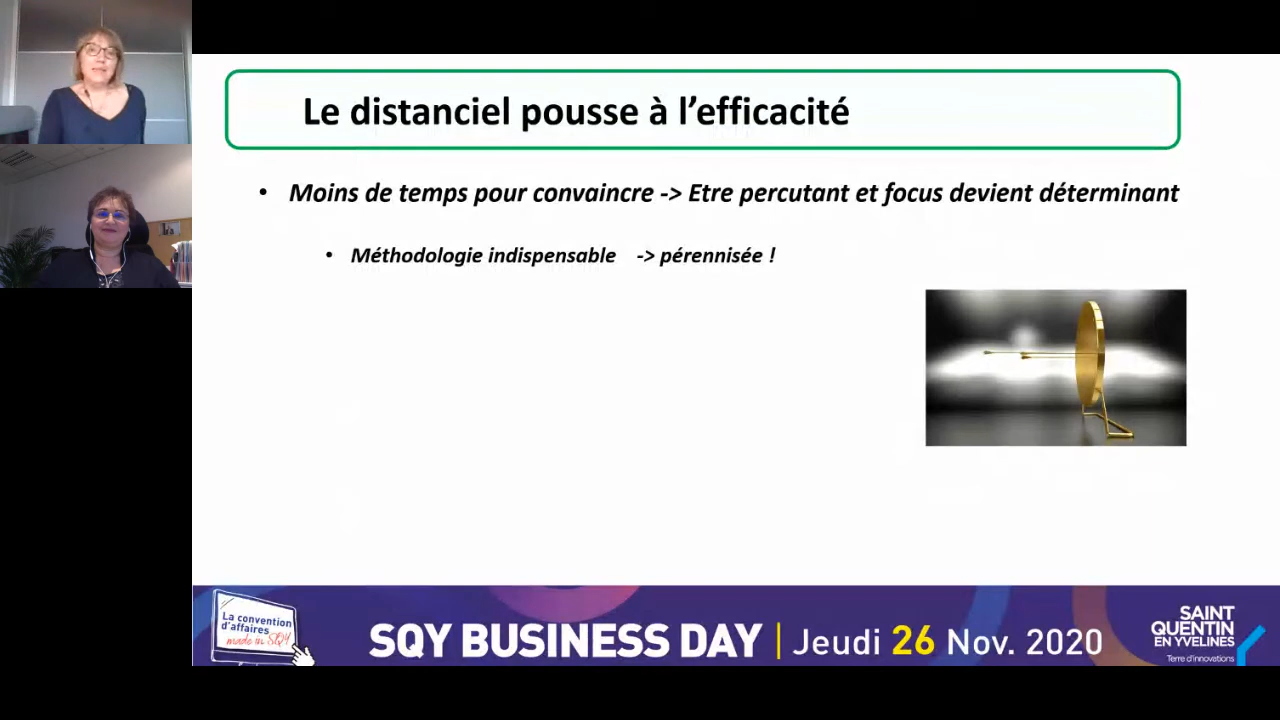 Le distanciel pousse à l’efficacité
• Moins de temps pour convaincre -> Etre percutant et focus devient déterminant
• Méthodologie indispensable -> pérennisée !
La convention
d'affaires
made in SQY
SQY BUSINESS DAY | Jeudi 26 Nov. 2020
SAINT
QUENTIN
EN YVELINES
Terre d'innovations